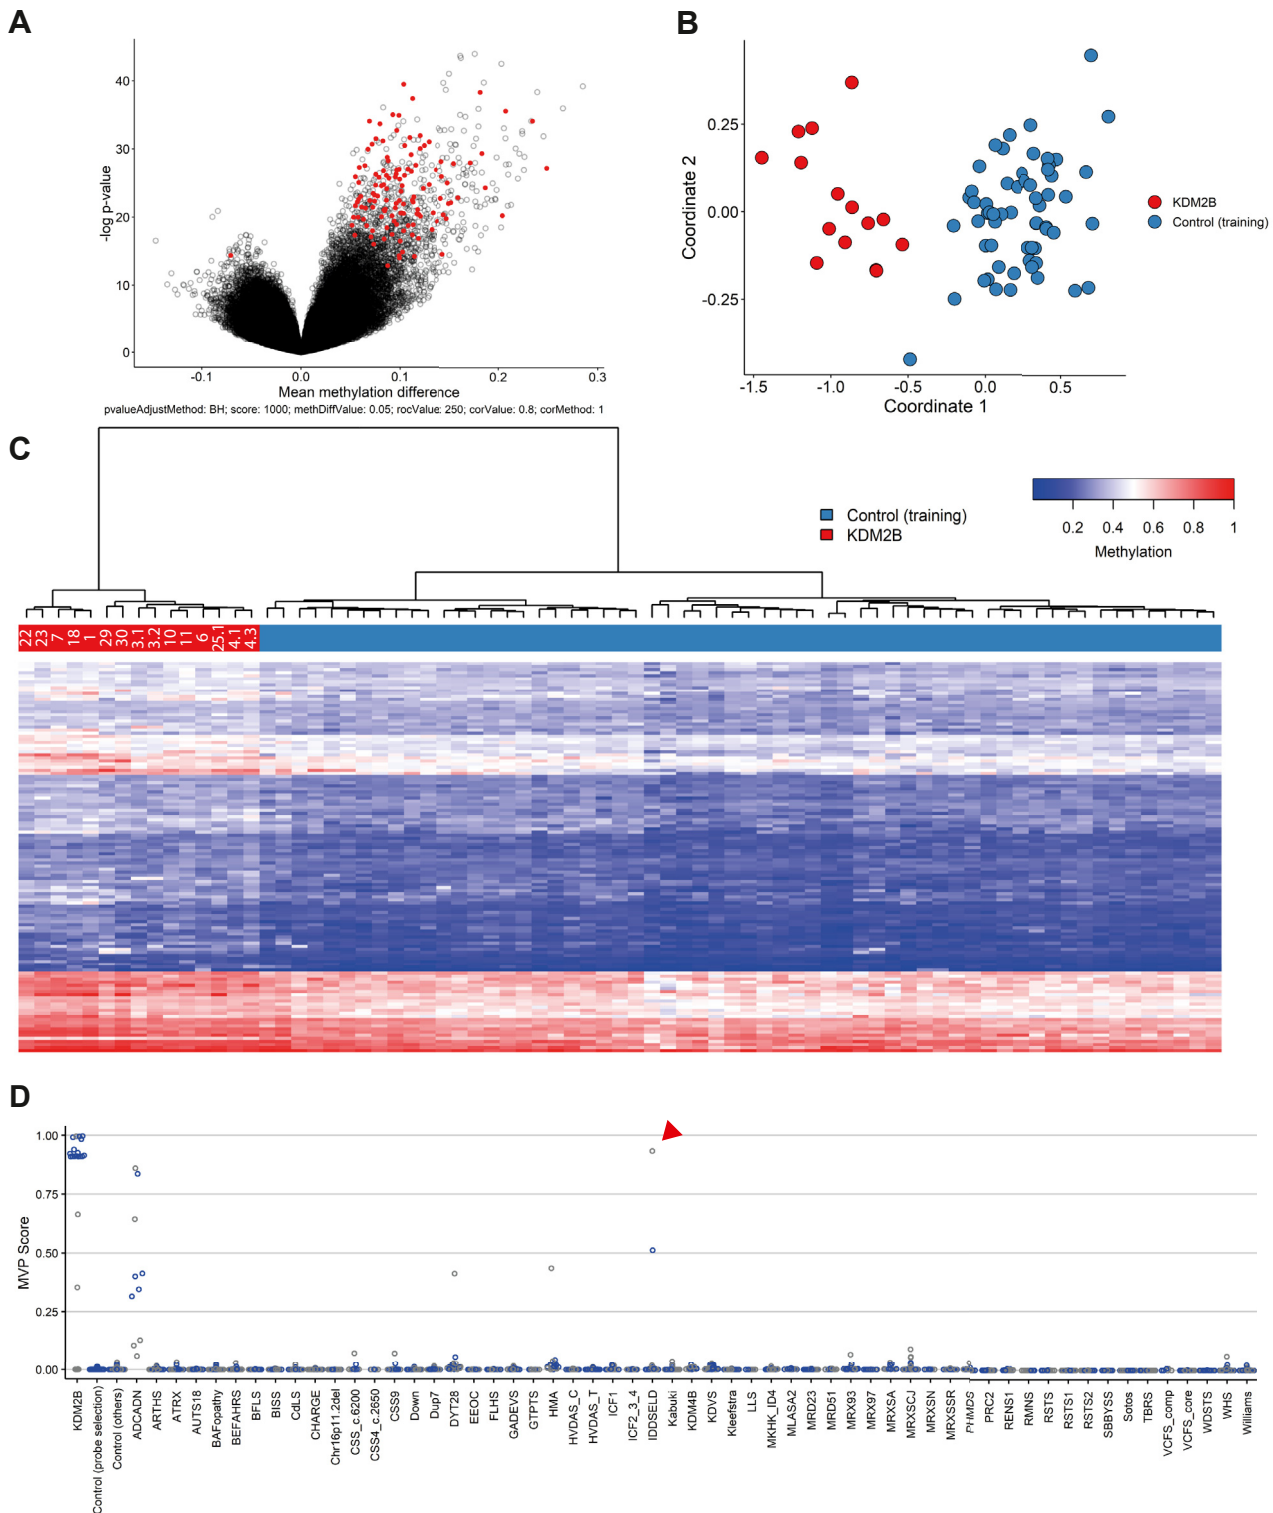 A
-log p-value
40
30
20
10
0
-0.1
0.0
0.1
0.2
0.3
Mean methylation difference
pvalueAdjustMethod: BH; score: 1000; methDiffValue: 0.05; rocValue: 250; corValue: 0.8; corMethod: 1
B
Coordinate 2
0.25
0.00
-0.25
-1.5
-1.0
-0.5
0.0
0.5
Coordinate 1
KDM2B
Control (training)
C
Control (training)
KDM2B
0.2
0.4
0.6
0.8
1
Methylation
22
23
7
18
1
29
30
3.1
3.2
10
11
6
25.1
4.1
4.3
D
MVP Score
1.00
0.75
0.50
0.25
0.00
KDM2B
Control (probe selection)
Control (others)
ADCADN
ARTHS
ATRX
AUTS18
BAFopathy
BEFAHRS
BFLS
BISS
CdLS
CHARGE
Chr16p11.2del
CSS_c.6200
CSS4_c.2650
CSS9
Down
Dup7
DYT28
EEOC
FLHS
GADEVS
GTPTS
HMA
HVDAS_C
HVDAS_T
ICF1
ICF2_3_4
IDDSELD
Kabuki
KDM4B
KDVS
Kleefstra
LLS
MKHK_ID4
MLASA2
MRD23
MRD51
MRX93
MRX97
MRXSA
MRXSCJ
MRXSN
MRXSSR
PHMDS
PRC2
RENS1
RMNS
RSTS
RSTS1
RSTS2
SBBYSS
Sotos
TBRS
VCFS_comp
VCFS_core
WDSTS
WHS
Williams